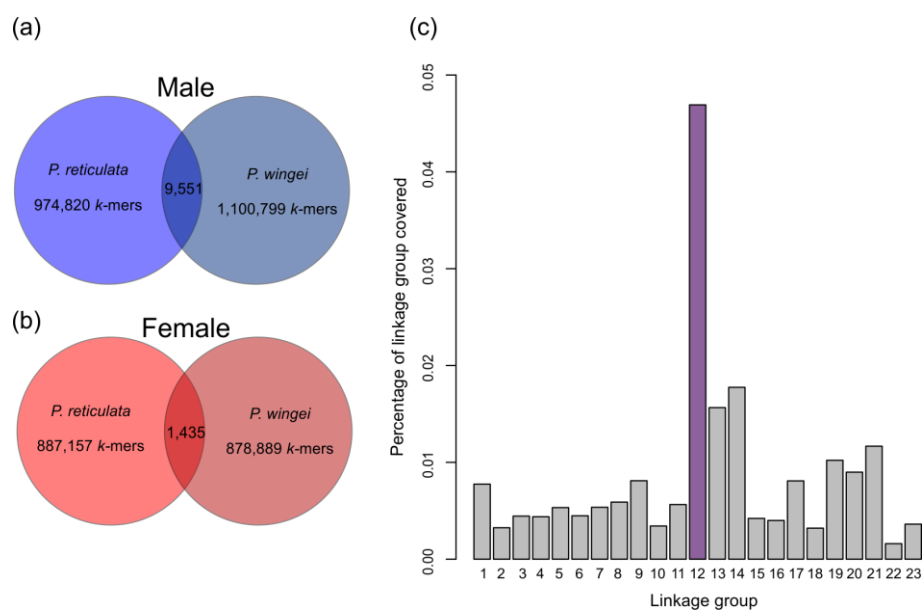 (a)
Male
P. reticulata
974,820 k-mers
9,551
P. wingei
1,100,799 k-mers
(b)
Female
P. reticulata
887,157 k-mers
1,435
P. wingei
878,889 k-mers
(c)
Percentage of linkage group covered
0.05
0.04
0.03
0.02
0.01
0.00
1 2 3 4 5 6 7 8 9 10 11 12 13 14 15 16 17 18 19 20 21 22 23
Linkage group